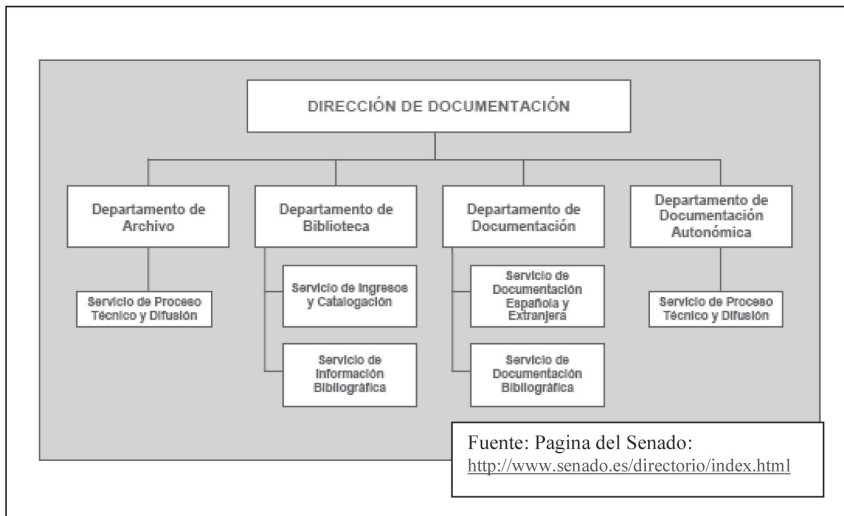 DIRECCIÓN DE DOCUMENTACIÓN
Departamento de
Archivo
Departamento de
Biblioteca
Departamento de
Documentación
Departamento de
Documentación
Autonómica
Servicio de Proceso
Técnico y Difusión
Servicio de Ingresos
y Catalogación
Servicio de
Documentación
Española y
Extranjera
Servicio de Proceso
Técnico y Difusión
Servicio de
Información
Bibliográfica
Servicio de
Documentación
Bibliográfica
Fuente: Pagina del Senado:
http://www.senado.es/directorio/index.html